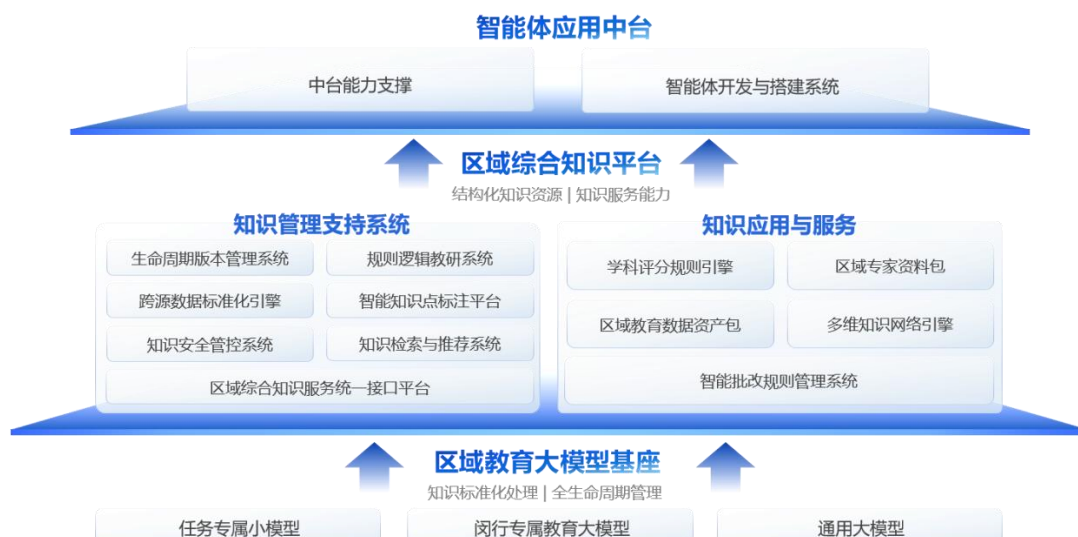 智能体应用中台
中台能力支撑
智能体开发与搭建系统
区域综合知识平台
结构化知识资源 | 知识服务能力
知识管理支持系统
生命周期版本管理系统
规则逻辑教研系统
跨源数据标准化引擎
智能知识点标注平台
知识安全管控系统
知识检索与推荐系统
区域综合知识服务统一接口平台
知识应用与服务
学科评分规则引擎
区域专家资料包
区域教育数据资产包
多维知识网络引擎
智能批改规则管理系统
区域教育大模型基座
知识标准化处理 | 全生命周期管理
任务专属小模型
闵行专属教育大模型
通用大模型